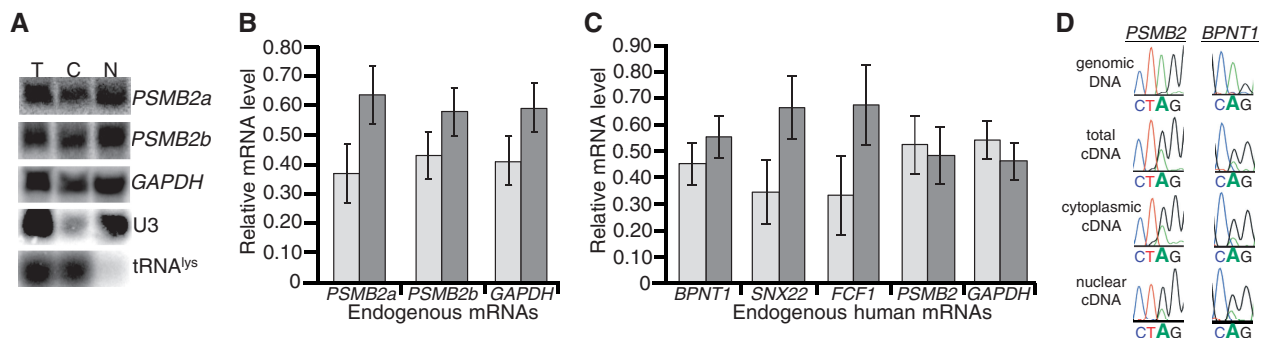 A
T C N
PSMB2a
PSMB2b
GAPDH
U3
tRNAlys
B
Relative mRNA level
0.80
0.70
0.60
0.50
0.40
0.30
0.20
0.10
0
PSMB2a PSMB2b GAPDH
Endogenous mRNAs
C
Relative mRNA level
0.90
0.80
0.70
0.60
0.50
0.40
0.30
0.20
0.10
0.00
BPNT1 SNX22 FCF1 PSMB2 GAPDH
Endogenous human mRNAs
D
PSMB2 BPNT1
genomic
DNA
CTAG CAG
total
cDNA
CTAG CAG
cytoplasmic
cDNA
CTAG CAG
nuclear
cDNA
CTAG CAG